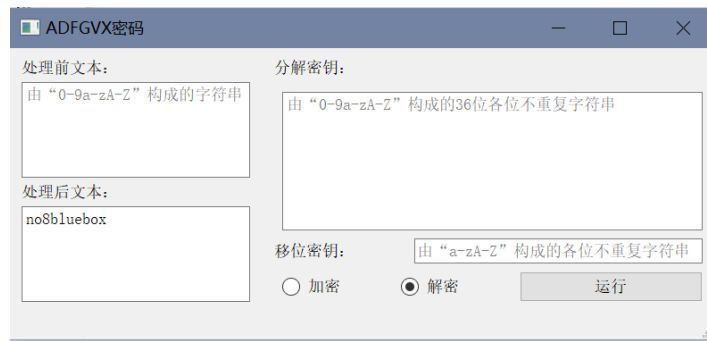 ADFGVX密码
处理前文本：
由“0-9a-zA-Z”构成的字符串
处理后文本：
no8bluebox
分解密钥：
由“0-9a-zA-Z”构成的36位各位不重复字符串
移位密钥：
由“a-zA-Z”构成的各位不重复字符串
加密
解密
运行